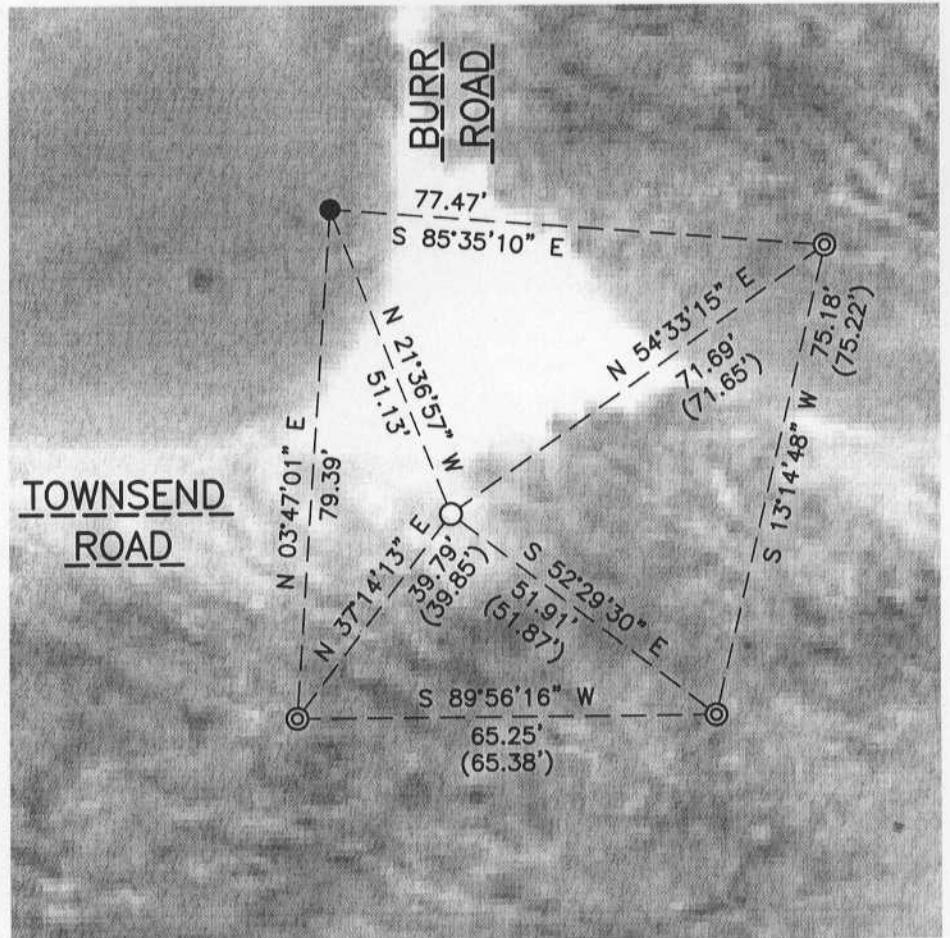 BURR
ROAD
77.47'
S 85°35'10" E
N 21°36'57" W
51.13'
N 54°33'15" E
71.69'
(71.65')
75.18'
(75.22')
S 13°14'48" W
N 03°47'01" E
79.39'
TOWNSEND
ROAD
N 37°14'13" E
39.79'
(39.85')
S 52°29'30" E
51.91'
(51.87')
S 89°56'16" W
65.25'
(65.38')